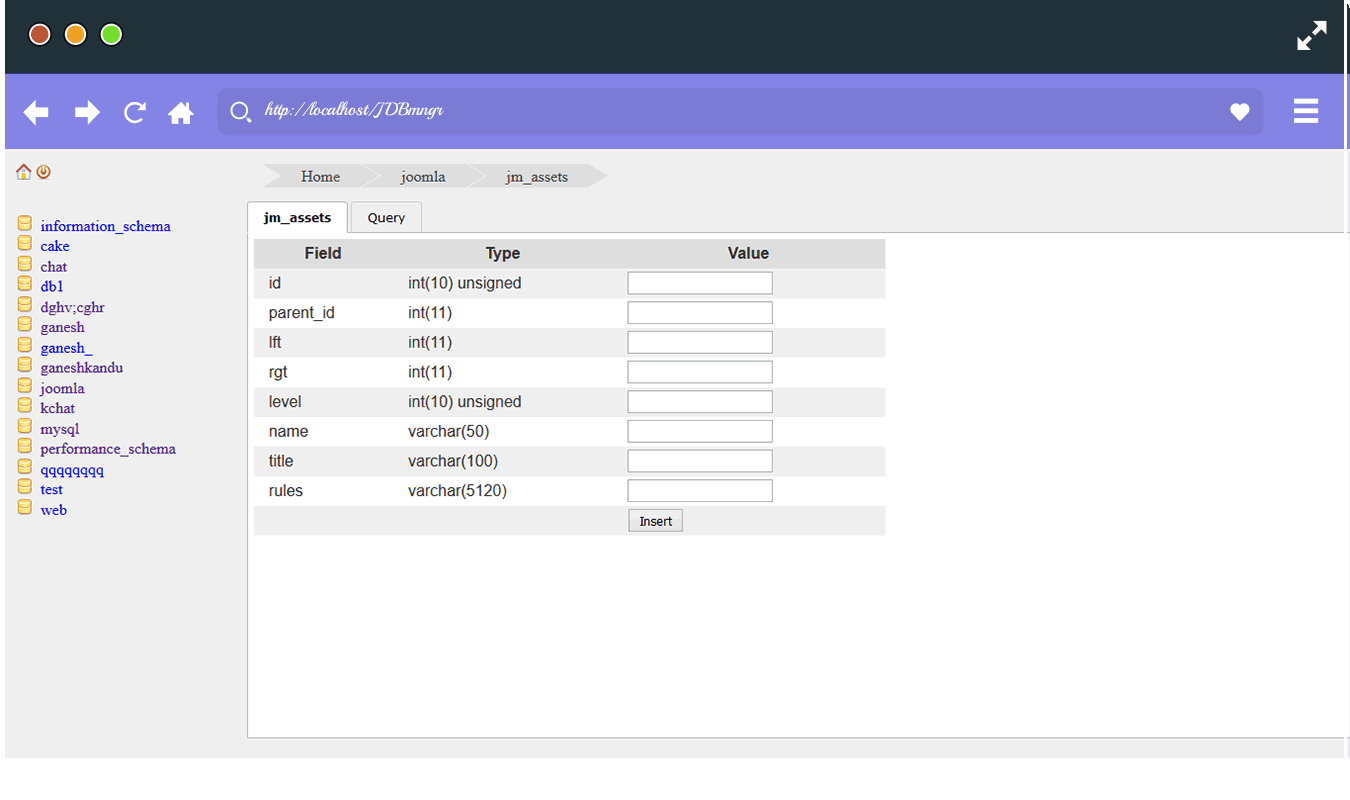 http://localhost/JDBmngr
Home joomla jm_assets
information_schema
cake
chat
db1
dghv;cghr
ganesh
ganesh_
ganeshkandu
joomla
kchat
mysql
performance_schema
qqqqqqqq
test
web
jm_assets Query
Field Type Value
id int(10) unsigned
parent_id int(11)
lft int(11)
rgt int(11)
level int(10) unsigned
name varchar(50)
title varchar(100)
rules varchar(5120)
Insert